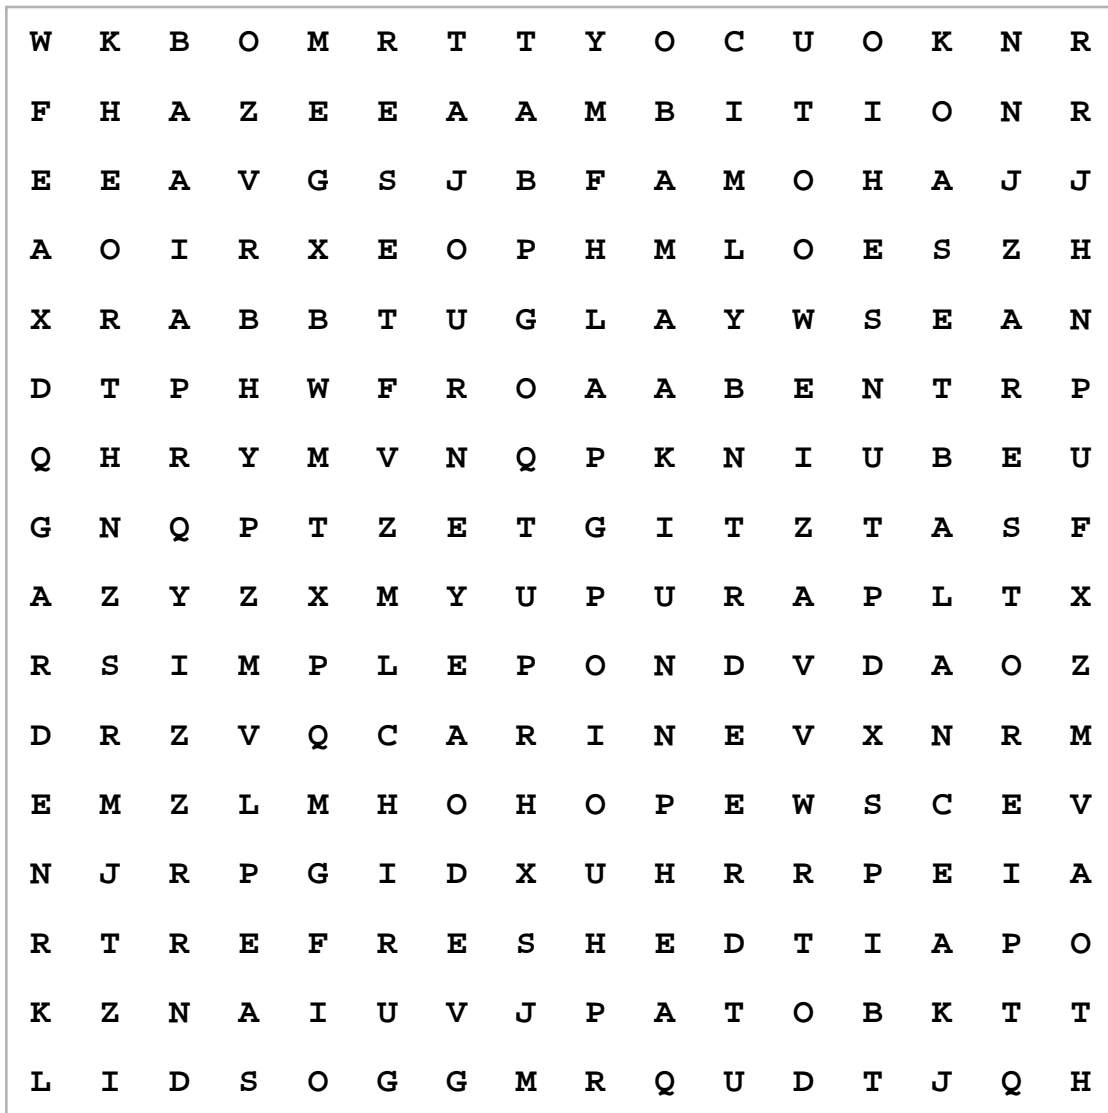 W K B O M R T T Y O C U O K N R
F H A Z E E A A M B I T I O N R
E E A V G S J B F A M O H A J J
A O I R X E O P H M L O E S Z H
X R A B B T U G L A Y W S E A N
D T P H W F R O A A B E N T R P
Q H R Y M V N Q P K N I U B E U
G N Q P T Z E T G I T Z T A S F
A Z Y Z X M Y U P U R A P L T X
R S I M P L E P O N D V D A O Z
D R Z V Q C A R I N E V X N R M
E M Z L M H O H O P E W S C E V
N J R P G I D X U H R R P E I A
R T R E F R E S H E D T I A P O
K Z N A I U V J P A T O B K T T
L I D S O G G M R Q U D T J Q H